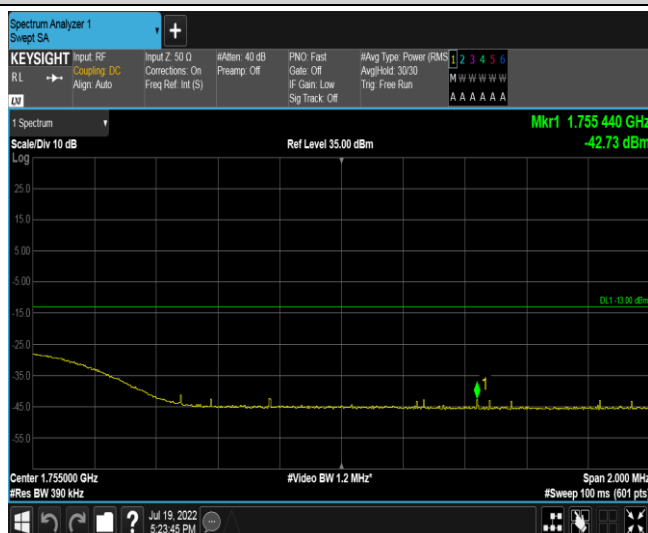 Spectrum Analyzer 1
Swept SA
+
KEYSIGHT
RL
Input: RF
Coupling: DC
Align: Auto
Input Z: 50 Ω
Corrections: On
Freq Ref: Int (S)
#Atten: 40 dB
Preamp: Off
PNO: Fast
Gate: Off
IF Gain: Low
Sig Track: Off
#Avg Type: Power (RMS
Avg|Hold: 30/30
Trig: Free Run
1 2 3 4 5 6
M W W W W W
A A A A A A
LXI
1 Spectrum
Scale/Div 10 dB
Ref Level 35.00 dBm
Mkr1 1.755 440 GHz
-42.73 dBm
Log
25.0
15.0
5.00
-5.00
DL1 -13.00 dBm
-15.0
-25.0
-35.0
1
-45.0
-55.0
Center 1.755000 GHz
#Video BW 1.2 MHz*
Span 2.000 MHz
#Res BW 390 kHz
#Sweep 100 ms (601 pts)
?
Jul 19, 2022
5:23:45 PM